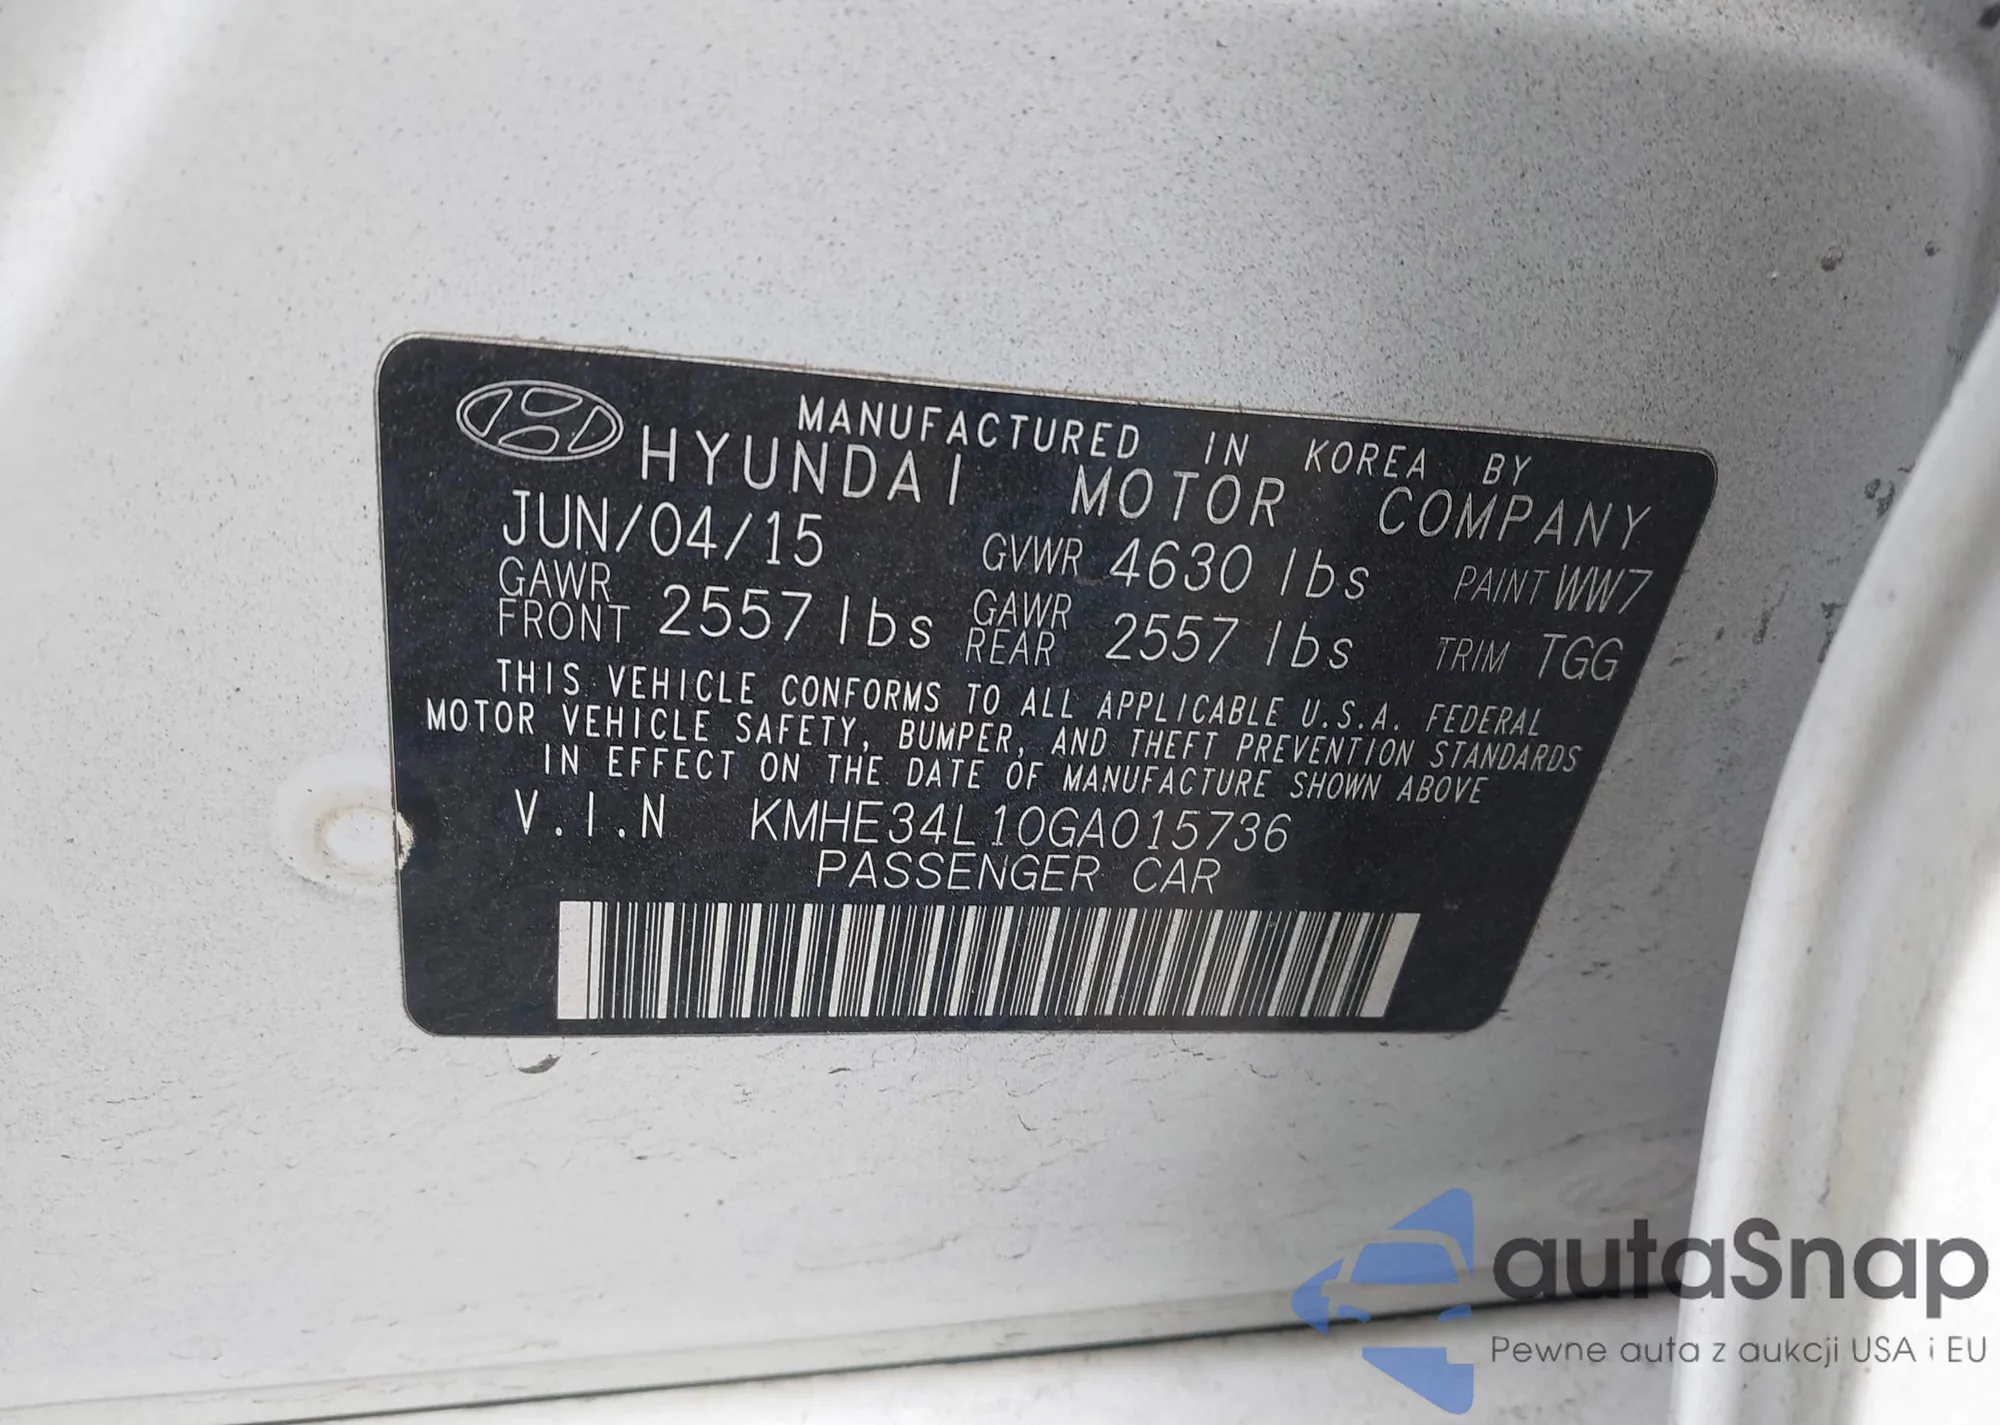 MANUFACTURED IN KOREA BY
HYUNDAI MOTOR COMPANY
JUN/04/15 GVWR 4630 lbs PAINT WW7
GAWR FRONT 2557 lbs GAWR REAR 2557 lbs TRIM TGG
THIS VEHICLE CONFORMS TO ALL APPLICABLE U.S.A. FEDERAL
MOTOR VEHICLE SAFETY, BUMPER, AND THEFT PREVENTION STANDARDS
IN EFFECT ON THE DATE OF MANUFACTURE SHOWN ABOVE
V.I.N KMHE34L10GA015736
PASSENGER CAR
autaSnap
Pewne auta z aukcji USA i EU